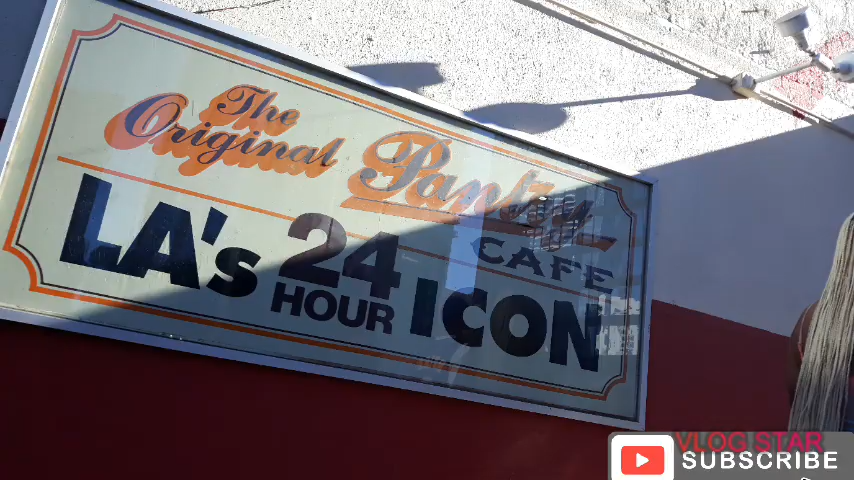 The
Original Pantry
CAFE
LA's 24 HOUR ICON
VLOG STAR
SUBSCRIBE